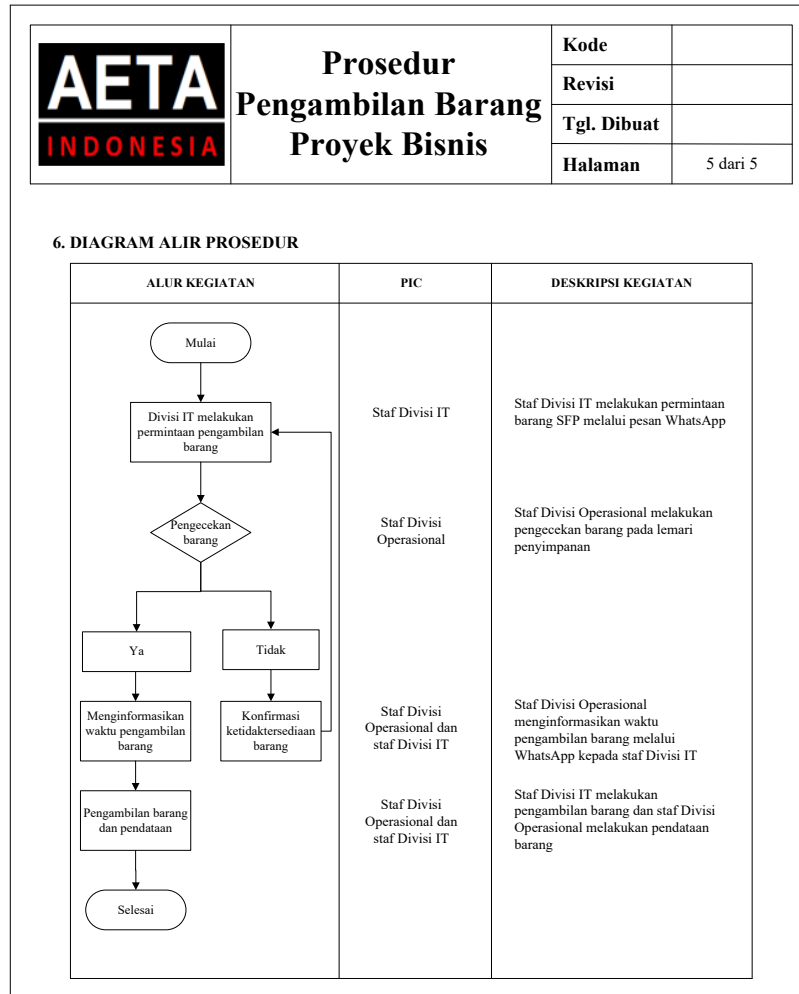 AETA
INDONESIA
Prosedur
Pengambilan Barang
Proyek Bisnis
Kode
Revisi
Tgl. Dibuat
Halaman
5 dari 5
6. DIAGRAM ALIR PROSEDUR
ALUR KEGIATAN
PIC
DESKRIPSI KEGIATAN
Mulai
Divisi IT melakukan
permintaan pengambilan
barang
Staf Divisi IT
Staf Divisi IT melakukan permintaan
barang SFP melalui pesan WhatsApp
Pengecekan
barang
Staf Divisi
Operasional
Staf Divisi Operasional melakukan
pengecekan barang pada lemari
penyimpanan
Ya
Tidak
Menginformasikan
waktu pengambilan
barang
Konfirmasi
ketidaktersediaan
barang
Staf Divisi
Operasional dan
staf Divisi IT
Staf Divisi Operasional
menginformasikan waktu
pengambilan barang melalui
WhatsApp kepada staf Divisi IT
Pengambilan barang
dan pendataan
Staf Divisi
Operasional dan
staf Divisi IT
Staf Divisi IT melakukan
pengambilan barang dan staf Divisi
Operasional melakukan pendataan
barang
Selesai